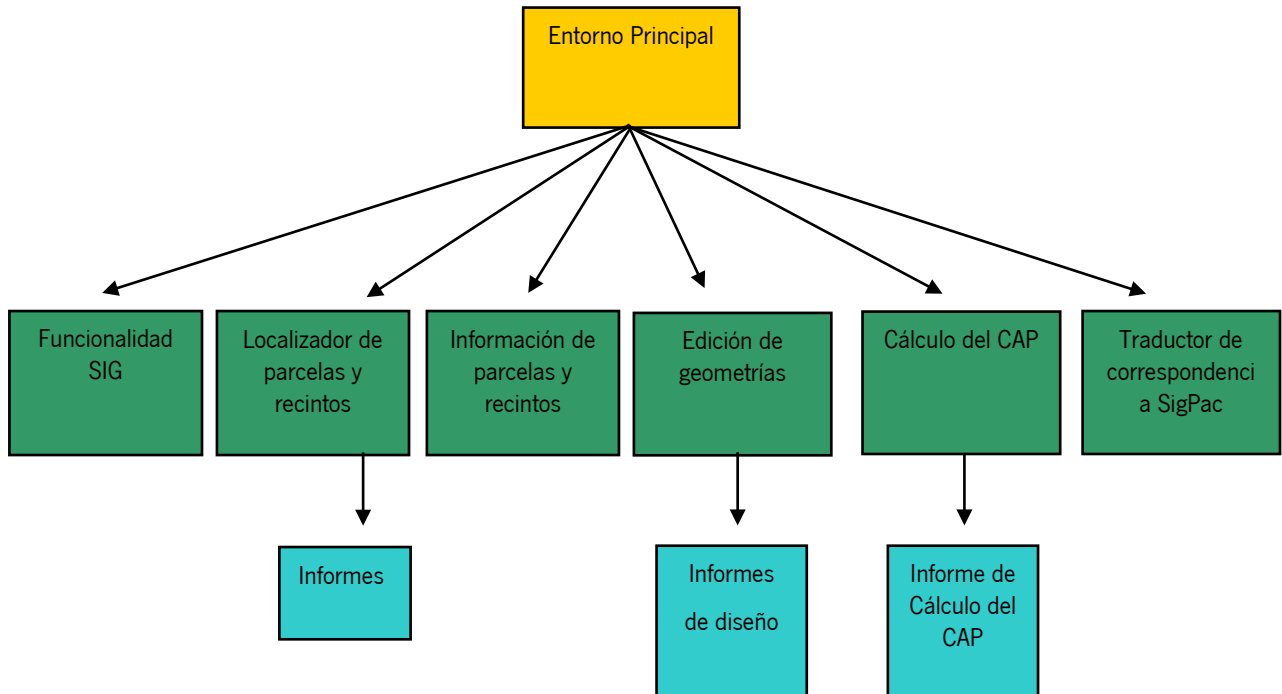 Entorno Principal
Funcionalidad
SIG
Localizador de
parcelas y
recintos
Información de
parcelas y
recintos
Edición de
geometrías
Cálculo del CAP
Traductor de
correspondenci
a SigPac
Informes
Informes
de diseño
Informe de
Cálculo del
CAP